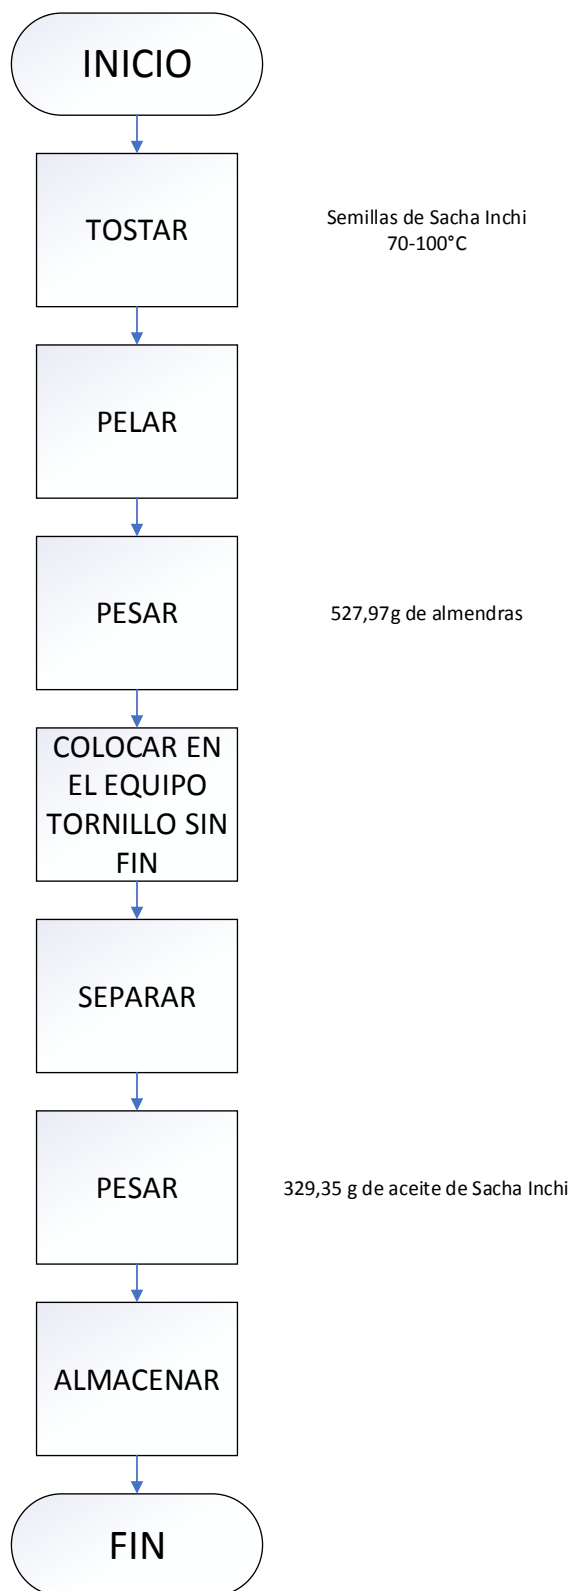 INICIO
TOSTAR
Semillas de Sacha Inchi
70-100°C
PELAR
PESAR
527,97g de almendras
COLOCAR EN
EL EQUIPO
TORNILLO SIN
FIN
SEPARAR
PESAR
329,35 g de aceite de Sacha Inchi
ALMACENAR
FIN